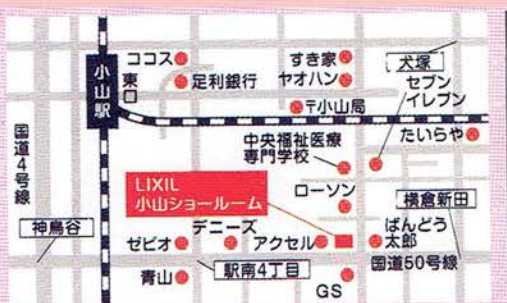 ココス
すき家
犬塚
小山駅
東口
足利銀行
ヤオハン
セブン
イレブン
〒小山局
国道4号線
たいらや
中央福祉医療
専門学校
LIXIL
小山ショールーム
ローソン
横倉新田
神鳥谷
デニーズ
ゼビオ
アクセル
ばんどう
太郎
駅南4丁目
国道50号線
青山
GS